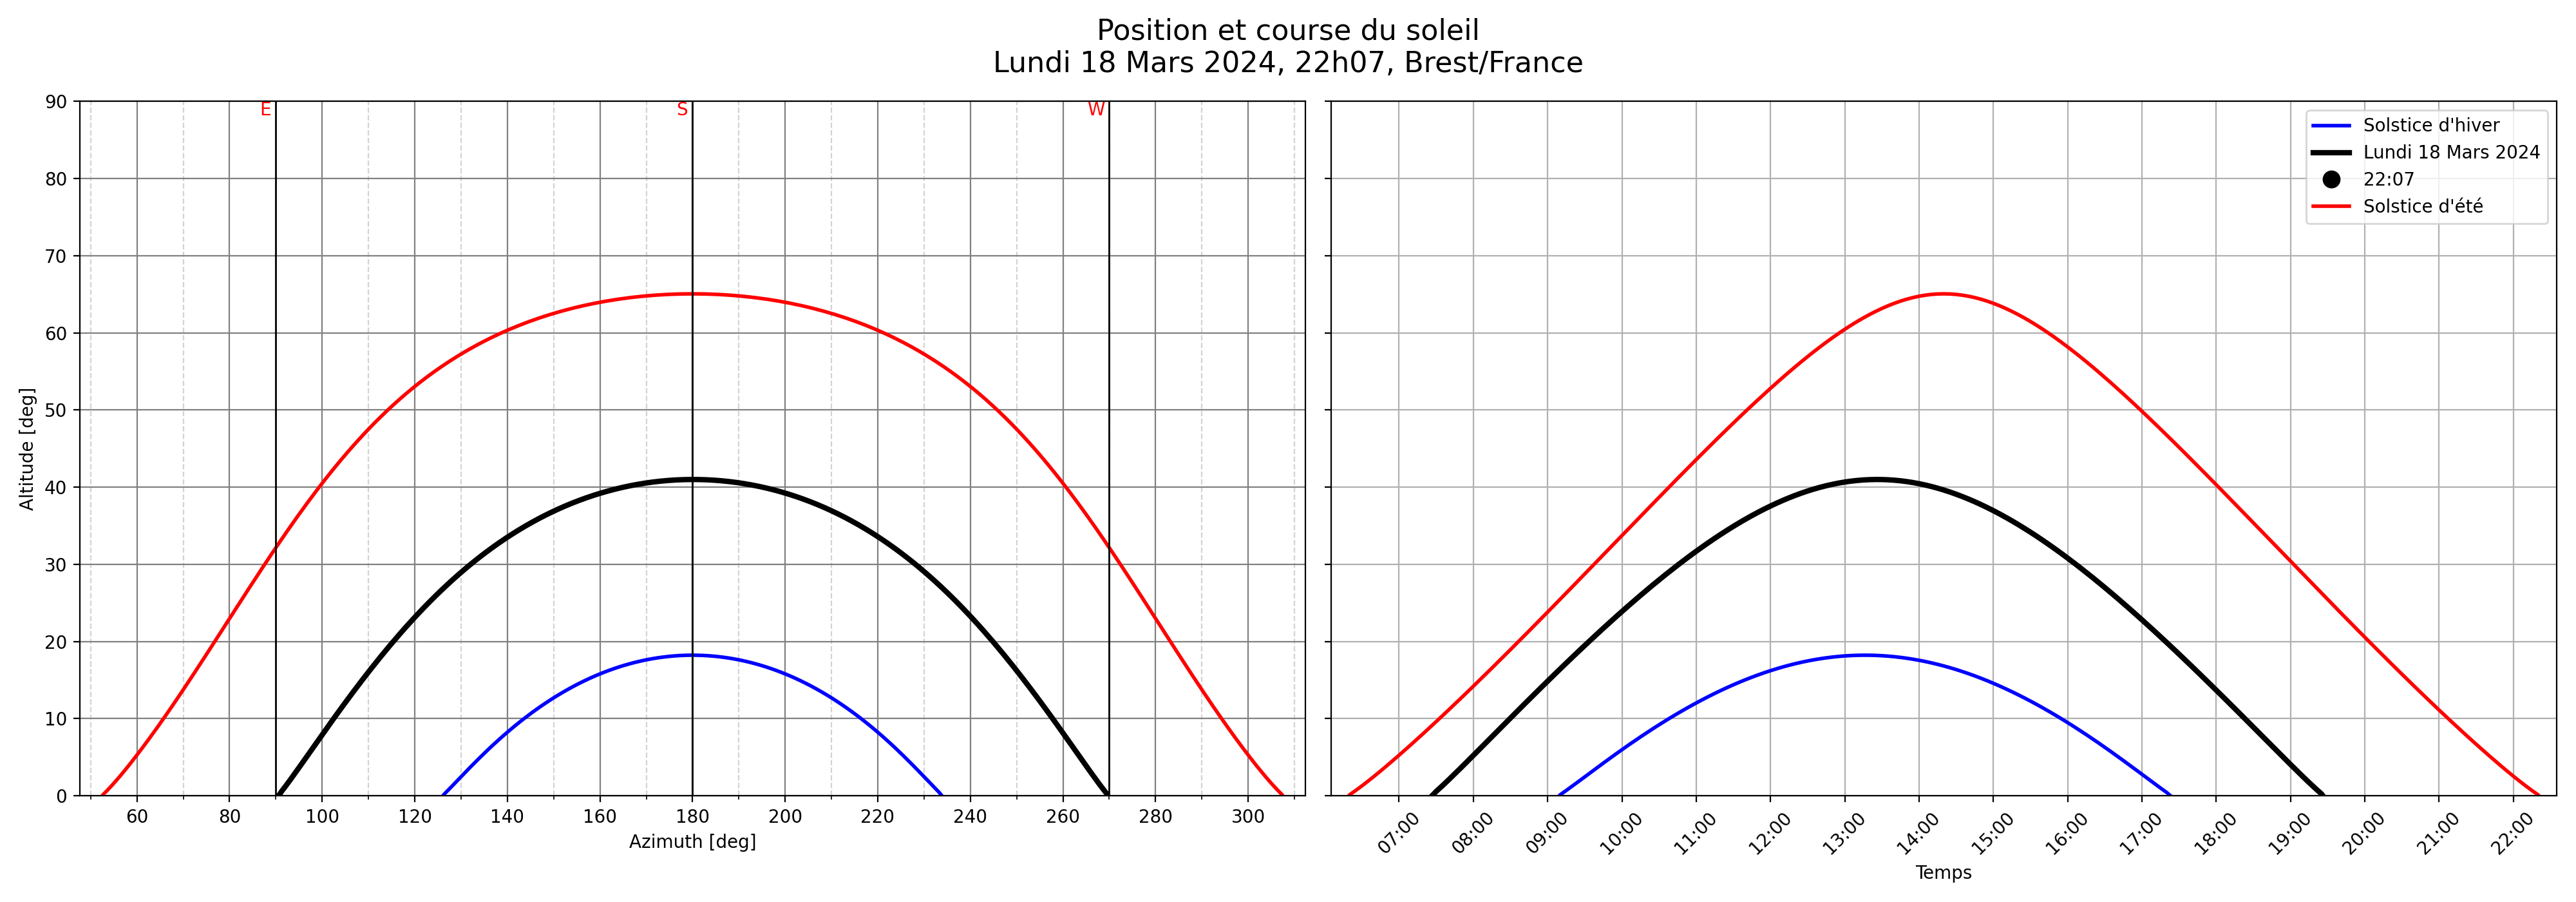 Position et course du soleil
Lundi 18 Mars 2024, 22h07, Brest/France
E
S
W
90
80
70
60
50
40
30
20
10
0
Altitude [deg]
60 80 100 120 140 160 180 200 220 240 260 280 300
Azimuth [deg]
Solstice d'hiver
Lundi 18 Mars 2024
22:07
Solstice d'été
07:00 08:00 09:00 10:00 11:00 12:00 13:00 14:00 15:00 16:00 17:00 18:00 19:00 20:00 21:00 22:00
Temps